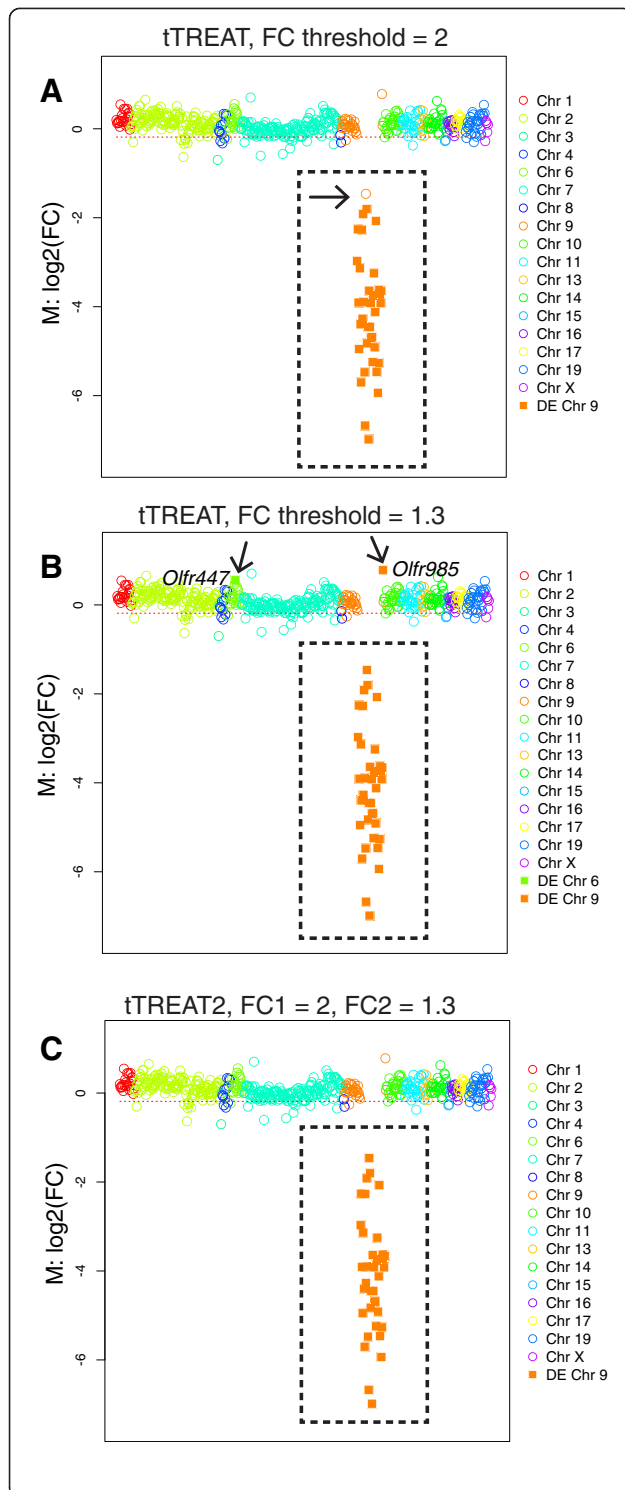 tTREAT, FC threshold = 2
A
M: log2(FC)
0
-2
-4
-6
Chr 1
Chr 2
Chr 3
Chr 4
Chr 6
Chr 7
Chr 8
Chr 9
Chr 10
Chr 11
Chr 13
Chr 14
Chr 15
Chr 16
Chr 17
Chr 19
Chr X
DE Chr 9
tTREAT, FC threshold = 1.3
B
Olfr447
Olfr985
M: log2(FC)
0
-2
-4
-6
Chr 1
Chr 2
Chr 3
Chr 4
Chr 6
Chr 7
Chr 8
Chr 9
Chr 10
Chr 11
Chr 13
Chr 14
Chr 15
Chr 16
Chr 17
Chr 19
Chr X
DE Chr 6
DE Chr 9
tTREAT2, FC1 = 2, FC2 = 1.3
C
M: log2(FC)
0
-2
-4
-6
Chr 1
Chr 2
Chr 3
Chr 4
Chr 6
Chr 7
Chr 8
Chr 9
Chr 10
Chr 11
Chr 13
Chr 14
Chr 15
Chr 16
Chr 17
Chr 19
Chr X
DE Chr 9